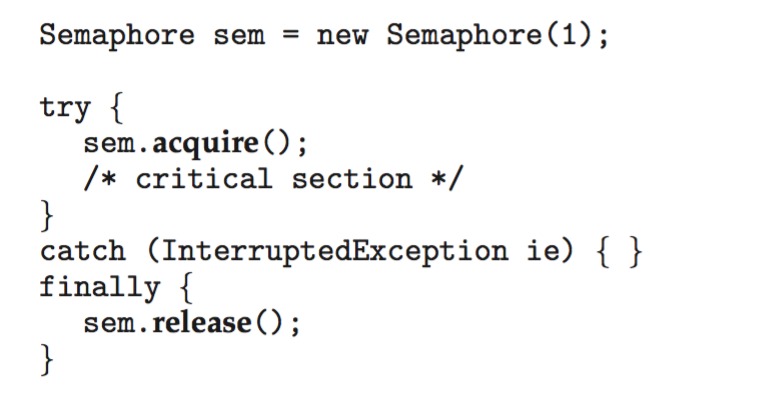 Semaphore sem = new Semaphore(1);
try {
sem.acquire();
/* critical section */
}
catch (InterruptedException ie) { }
finally {
sem.release();
}